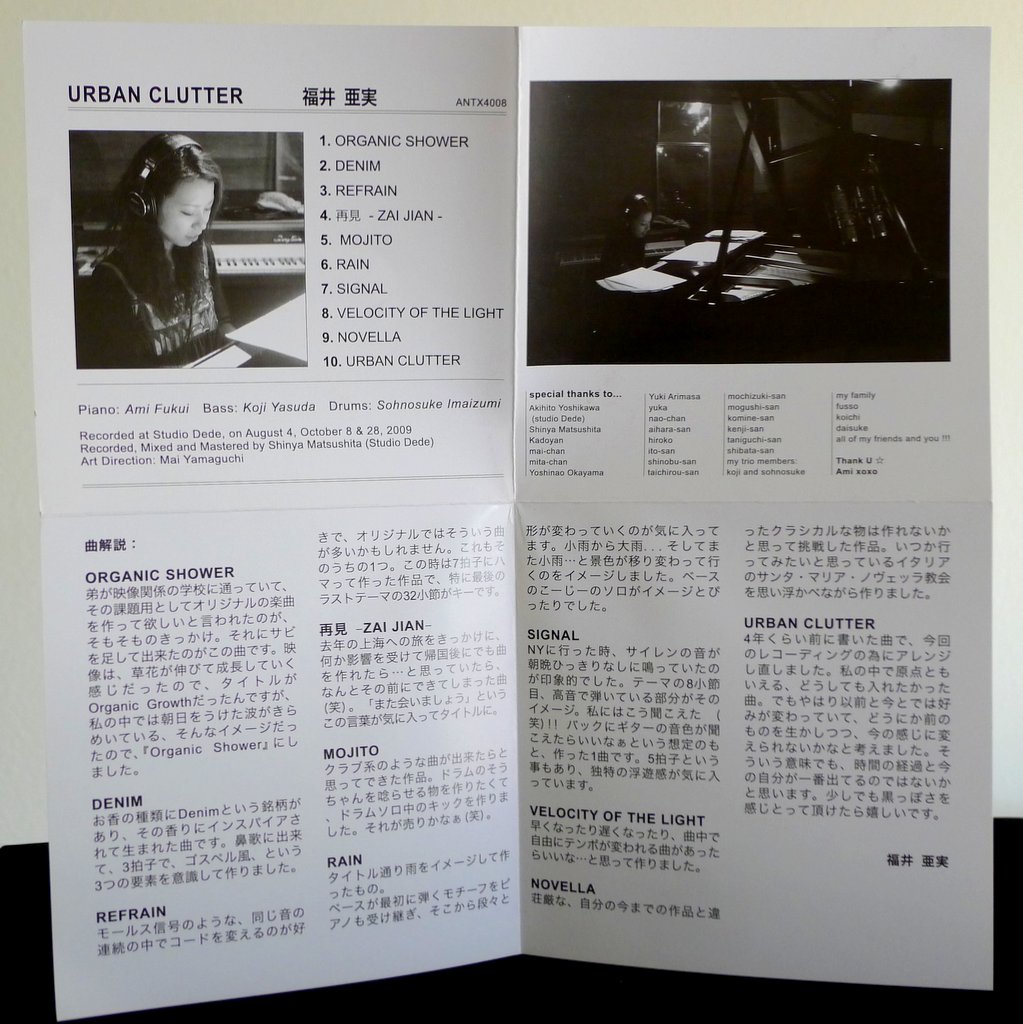 URBAN CLUTTER 福井 亜実 ANTX4008
1. ORGANIC SHOWER
2. DENIM
3. REFRAIN
4. 再見 - ZAI JIAN -
5. MOJITO
6. RAIN
7. SIGNAL
8. VELOCITY OF THE LIGHT
9. NOVELLA
10. URBAN CLUTTER
Piano: Ami Fukui Bass: Koji Yasuda Drums: Sohnosuke Imaizumi
Recorded at Studio Dede, on August 4, October 8 & 28, 2009
Recorded, Mixed and Mastered by Shinya Matsushita (Studio Dede)
Art Direction: Mai Yamaguchi
special thanks to...
Akihito Yoshikawa
(studio Dede)
Shinya Matsushita
Kadoyan
mai-chan
mita-chan
Yoshinao Okayama
Yuki Arimasa
yuka
nao-chan
aihara-san
hiroko
ito-san
shinobu-san
taichirou-san
mochizuki-san
mogushi-san
komine-san
kenji-san
taniguchi-san
shibata-san
my trio members:
koji and sohnosuke
my family
fusso
koichi
daisuke
all of my friends and you !!!
Thank U ☆
Ami xoxo
曲解説：
ORGANIC SHOWER
弟が映像関係の学校に通っていて、
その課題用としてオリジナルの楽曲
を作って欲しいと言われたのが、
そもそものきっかけ。それにサビ
を足して出来たのがこの曲です。映
像は、草花が伸びて成長していく
感じだったので、タイトルが
Organic Growthだったんですが、
私の中では朝日をうけた波がきら
めいている、そんなイメージだっ
たので、『Organic Shower』にし
ました。
DENIM
お香の種類にDenimという銘柄が
あり、その香りにインスパイアさ
れて生まれた曲です。鼻歌に出来
て、3拍子で、ゴスペル風、という
3つの要素を意識して作りました。
REFRAIN
モールス信号のような、同じ音の
連続の中でコードを変えるのが好
きで、オリジナルではそういう曲
が多いかもしれません。これもそ
のうちの1つ。この時は7拍子にハ
マって作った作品で、特に最後の
ラストテーマの32小節がキーです。
再見 –ZAI JIAN–
去年の上海への旅をきっかけに、
何か影響を受けて帰国後にでも曲
を作れたら…と思っていたら、
なんとその前にできてしまった曲
(笑)。「また会いましょう」という
この言葉が気に入ってタイトルに。
MOJITO
クラブ系のような曲が出来たらと
思ってできた作品。ドラムのそう
ちゃんを唸らせる物を作りたくて
、ドラムソロ中のキックを作りま
した。それが売りかなぁ(笑)。
RAIN
タイトル通り雨をイメージして作
ったもの。
ベースが最初に弾くモチーフをピ
アノも受け継ぎ、そこから段々と
形が変わっていくのが気に入って
ます。小雨から大雨...そしてま
た小雨…と景色が移り変わって行
くのをイメージしました。ベース
のこーじーのソロがイメージとぴ
ったりでした。
SIGNAL
NYに行った時、サイレンの音が
朝晩ひっきりなしに鳴っていたの
が印象的でした。テーマの8小節
目、高音で弾いている部分がその
イメージ。私にはこう聞こえた (
笑)!! バックにギターの音色が聞
こえたらいいなぁという想定のも
と、作った1曲です。5拍子という
事もあり、独特の浮遊感が気に入
っています。
VELOCITY OF THE LIGHT
早くなったり遅くなったり、曲中で
自由にテンポが変わる曲があった
らいいな…と思って作りました。
NOVELLA
荘厳な、自分の今までの作品と違
ったクラシカルな物は作れないか
と思って挑戦した作品。いつか行
ってみたいと思っているイタリア
のサンタ・マリア・ノヴェッラ教会
を思い浮かべながら作りました。
URBAN CLUTTER
4年くらい前に書いた曲で、今回
のレコーディングの為にアレンジ
し直しました。私の中で原点とも
いえる、どうしても入れたかった
曲。でもやはり以前と今とでは好
みが変わっていて、どうにか前の
ものを生かしつつ、今の感じに変
えられないかなと考えました。そ
ういう意味でも、時間の経過と今
の自分が一番出てるのではないか
と思います。少しでも黒っぽさを
感じとって頂けたら嬉しいです。
福井 亜実